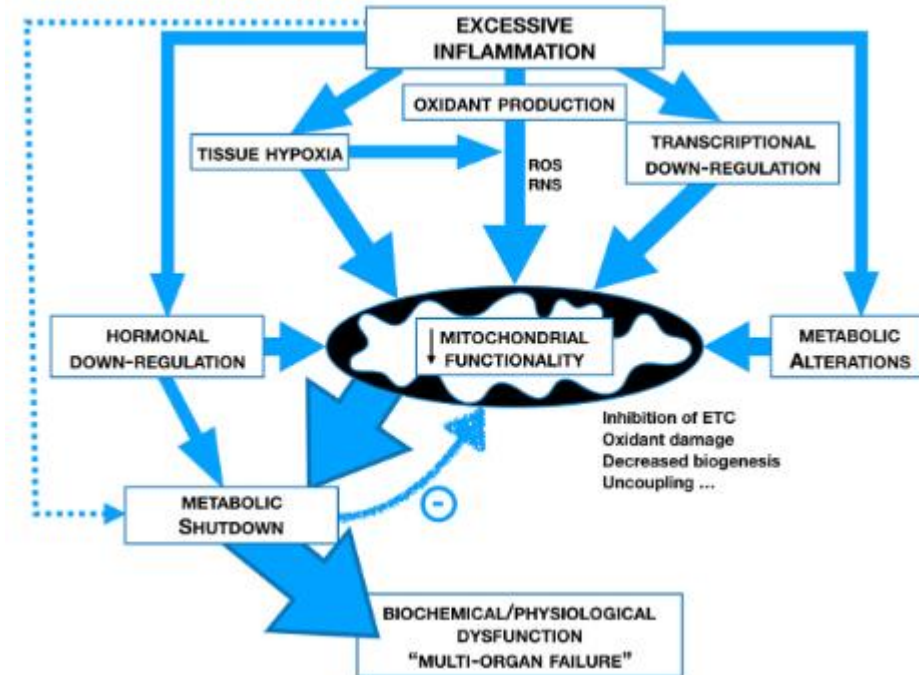 EXCESSIVE
INFLAMMATION
OXIDANT PRODUCTION
TISSUE HYPOXIA
TRANSCRIPTIONAL
DOWN-REGULATION
ROS
RNS
HORMONAL
DOWN-REGULATION
↓ MITOCHONDRIAL
FUNCTIONALITY
METABOLIC
ALTERATIONS
Inhibition of ETC
Oxidant damage
Decreased biogenesis
Uncoupling ...
METABOLIC
SHUTDOWN
-
BIOCHEMICAL/PHYSIOLOGICAL
DYSFUNCTION
“MULTI-ORGAN FAILURE”